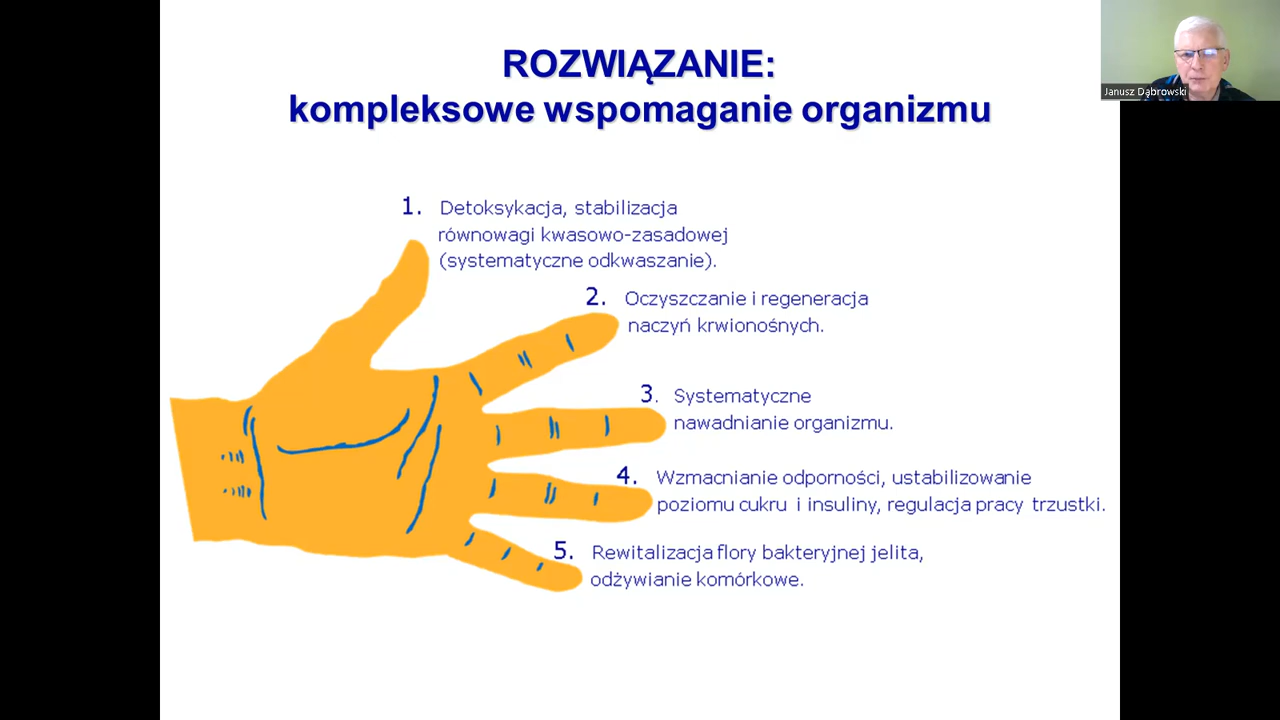 ROZWIĄZANIE:
kompleksowe wspomaganie organizmu
Janusz Dąbrowski
1. Detoksykacja, stabilizacja
równowagi kwasowo-zasadowej
(systematyczne odkwaszanie).
2. Oczyszczanie i regeneracja
naczyń krwionośnych.
3. Systematyczne
nawadnianie organizmu.
4. Wzmacnianie odporności, ustabilizowanie
poziomu cukru i insuliny, regulacja pracy trzustki.
5. Rewitalizacja flory bakteryjnej jelita,
odżywianie komórkowe.